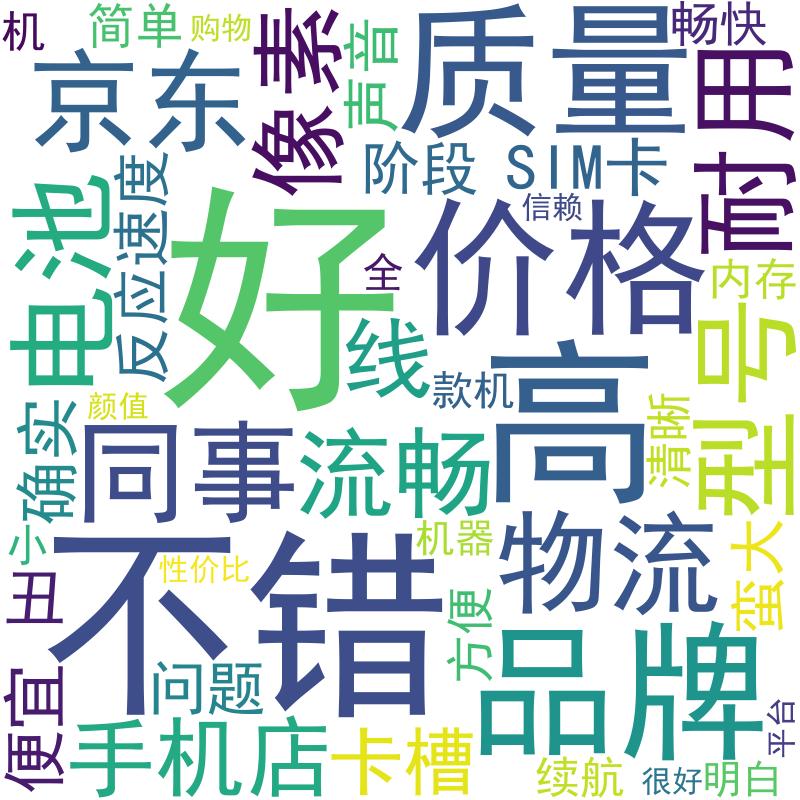 机
简单
购物
像素
声音
质量
畅快
耐用
京东
阶段
SIM卡
电池
反应速度
好
信赖
价格
全
内存
线
型号
高
款机
颜值
清晰
确实
同事
流畅
小
不错
机器
物流
蛮大
性价比
丑
方便
品牌
问题
便宜
手机店
卡槽
续航
很好
明白
平台